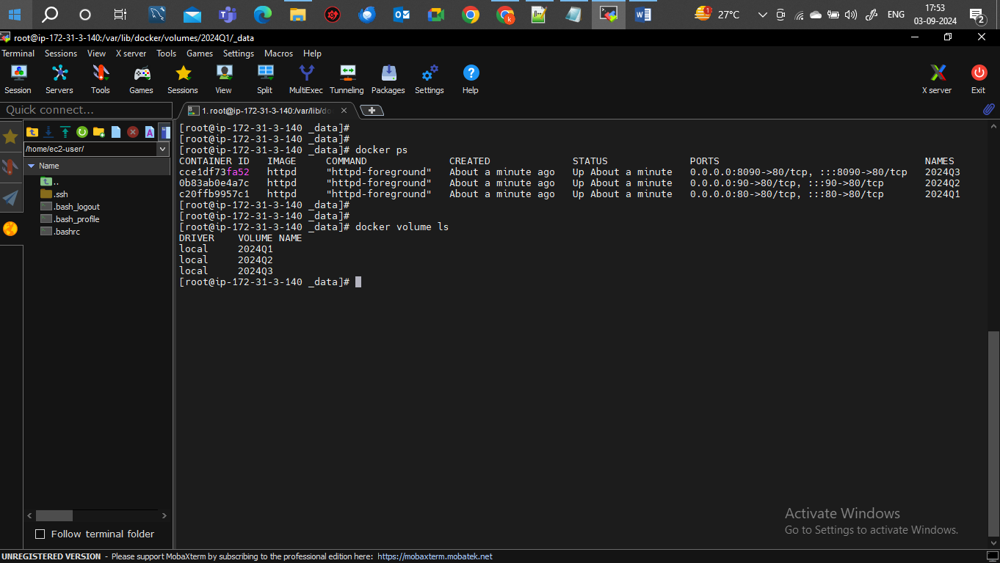 27°C
ENG
17:53
03-09-2024
2
1
root@ip-172-31-3-140:/var/lib/docker/volumes/2024Q1/_data
Terminal Sessions View X server Tools Games Settings Macros Help
Session Servers Tools Games Sessions View Split MultiExec Tunneling Packages Settings Help X server Exit
Quick connect...
1. root@ip-172-31-3-140:/var/lib/do
/home/ec2-user/
Name
..
.ssh
.bash_logout
.bash_profile
.bashrc
[root@ip-172-31-3-140 _data]#
[root@ip-172-31-3-140 _data]#
[root@ip-172-31-3-140 _data]# docker ps
CONTAINER ID   IMAGE     COMMAND              CREATED              STATUS              PORTS                                   NAMES
cce1df73fa52   httpd     "httpd-foreground"   About a minute ago   Up About a minute   0.0.0.0:8090->80/tcp, :::8090->80/tcp   2024Q3
0b83ab0e4a7c   httpd     "httpd-foreground"   About a minute ago   Up About a minute   0.0.0.0:90->80/tcp, :::90->80/tcp       2024Q2
c20ffb9957c1   httpd     "httpd-foreground"   About a minute ago   Up About a minute   0.0.0.0:80->80/tcp, :::80->80/tcp       2024Q1
[root@ip-172-31-3-140 _data]#
[root@ip-172-31-3-140 _data]#
[root@ip-172-31-3-140 _data]# docker volume ls
DRIVER    VOLUME NAME
local     2024Q1
local     2024Q2
local     2024Q3
[root@ip-172-31-3-140 _data]#
Follow terminal folder
Activate Windows
Go to Settings to activate Windows.
UNREGISTERED VERSION - Please support MobaXterm by subscribing to the professional edition here: https://mobaxterm.mobatek.net